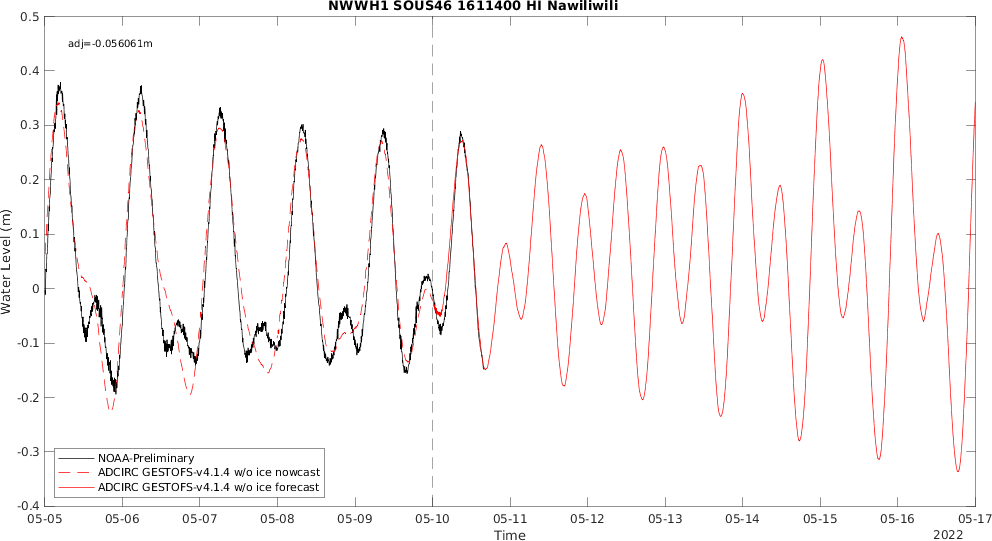 NWWH1 SOUS46 1611400 HI Nawiliwili
adj=-0.056061m
0.5
0.4
0.3
0.2
0.1
0
-0.1
-0.2
-0.3
-0.4
Water Level (m)
NOAA-Preliminary
ADCIRC GESTOFS-v4.1.4 w/o ice nowcast
ADCIRC GESTOFS-v4.1.4 w/o ice forecast
05-05 05-06 05-07 05-08 05-09 05-10 05-11 05-12 05-13 05-14 05-15 05-16 05-17
Time
2022